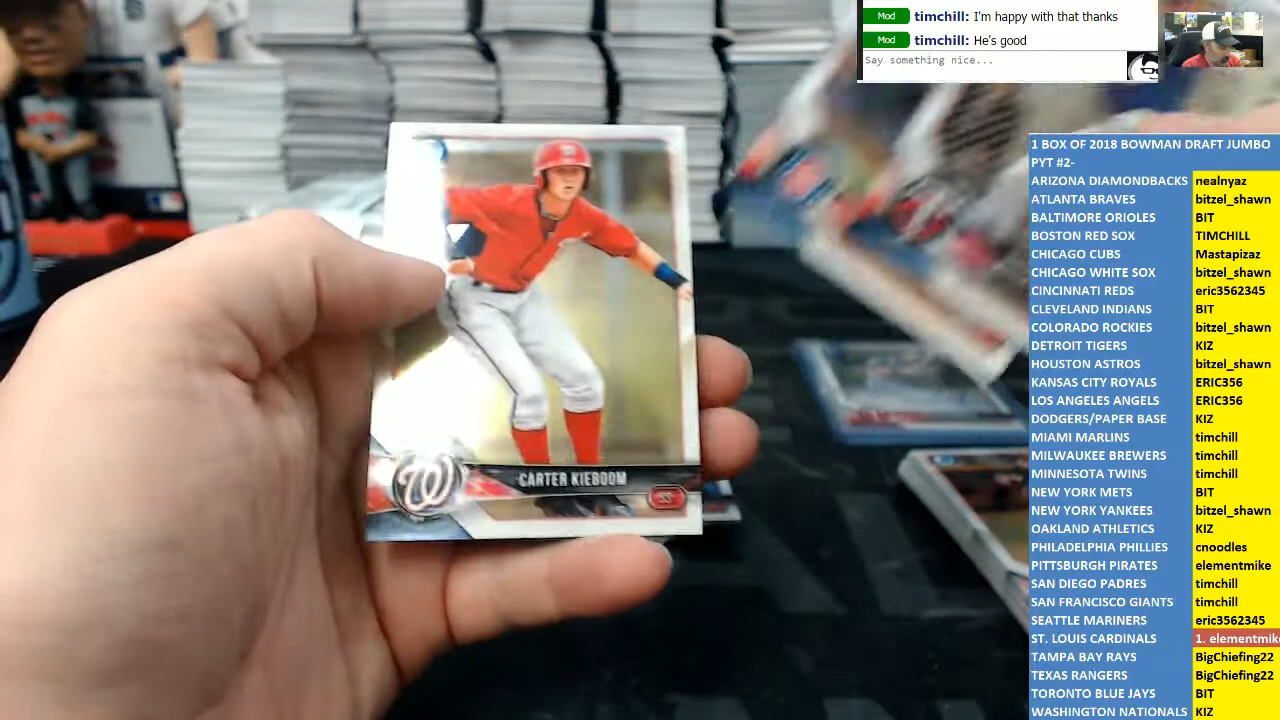 Mod timchill: I'm happy with that thanks
Mod timchill: He's good
Say something nice...
1 BOX OF 2018 BOWMAN DRAFT JUMBO
PYT #2-
ARIZONA DIAMONDBACKS nealnyaz
ATLANTA BRAVES bitzel_shawn
BALTIMORE ORIOLES BIT
BOSTON RED SOX TIMCHILL
CHICAGO CUBS Mastapizaz
CHICAGO WHITE SOX bitzel_shawn
CINCINNATI REDS eric3562345
CLEVELAND INDIANS BIT
COLORADO ROCKIES bitzel_shawn
DETROIT TIGERS KIZ
HOUSTON ASTROS bitzel_shawn
KANSAS CITY ROYALS ERIC356
LOS ANGELES ANGELS ERIC356
DODGERS/PAPER BASE KIZ
MIAMI MARLINS timchill
MILWAUKEE BREWERS timchill
MINNESOTA TWINS timchill
NEW YORK METS BIT
NEW YORK YANKEES bitzel_shawn
OAKLAND ATHLETICS KIZ
PHILADELPHIA PHILLIES cnoodles
PITTSBURGH PIRATES elementmike
SAN DIEGO PADRES timchill
SAN FRANCISCO GIANTS timchill
SEATTLE MARINERS eric3562345
ST. LOUIS CARDINALS 1. elementmike
TAMPA BAY RAYS BigChiefing22
TEXAS RANGERS BigChiefing22
TORONTO BLUE JAYS BIT
WASHINGTON NATIONALS KIZ
W
CARTER KIEBOOM
SS